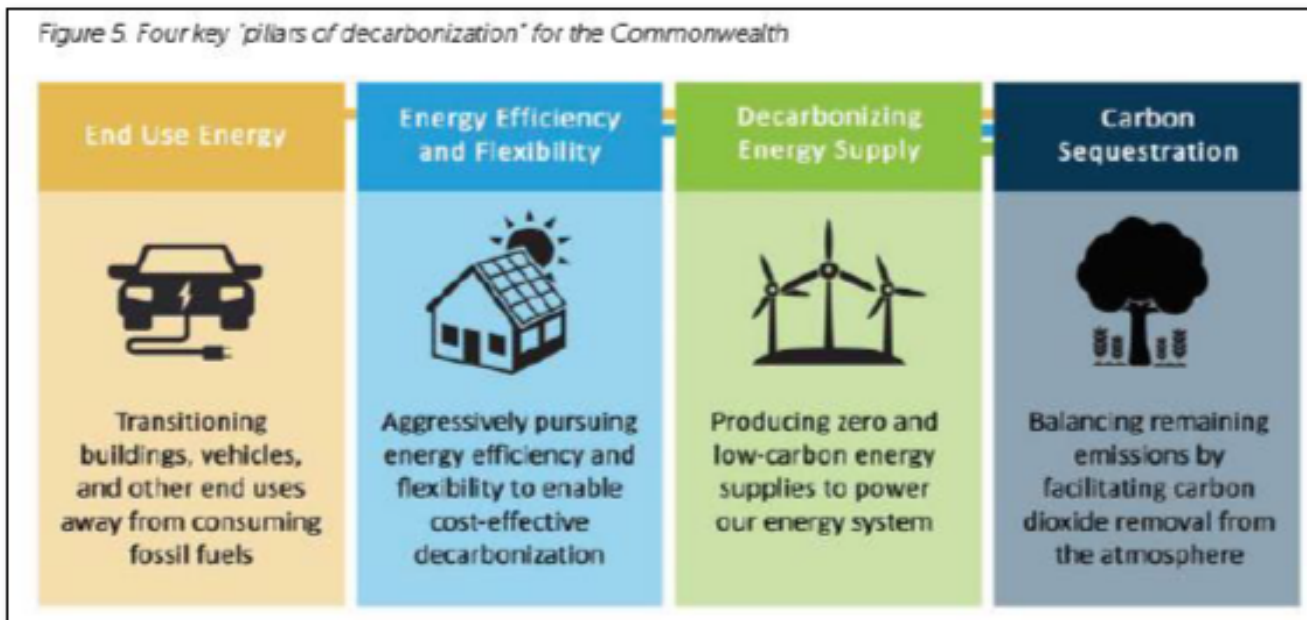 Figure 5. Four key "pillars of decarbonization" for the Commonwealth
End Use Energy
Transitioning
buildings, vehicles,
and other end uses
away from consuming
fossil fuels
Energy Efficiency
and Flexibility
Aggressively pursuing
energy efficiency and
flexibility to enable
cost-effective
decarbonization
Decarbonizing
Energy Supply
Producing zero and
low-carbon energy
supplies to power
our energy system
Carbon
Sequestration
Balancing remaining
emissions by
facilitating carbon
dioxide removal from
the atmosphere